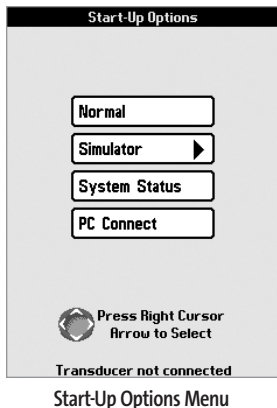 Start-Up Options
Normal
Simulator
System Status
PC Connect
Press Right Cursor
Arrow to Select
Transducer not connected
Start-Up Options Menu